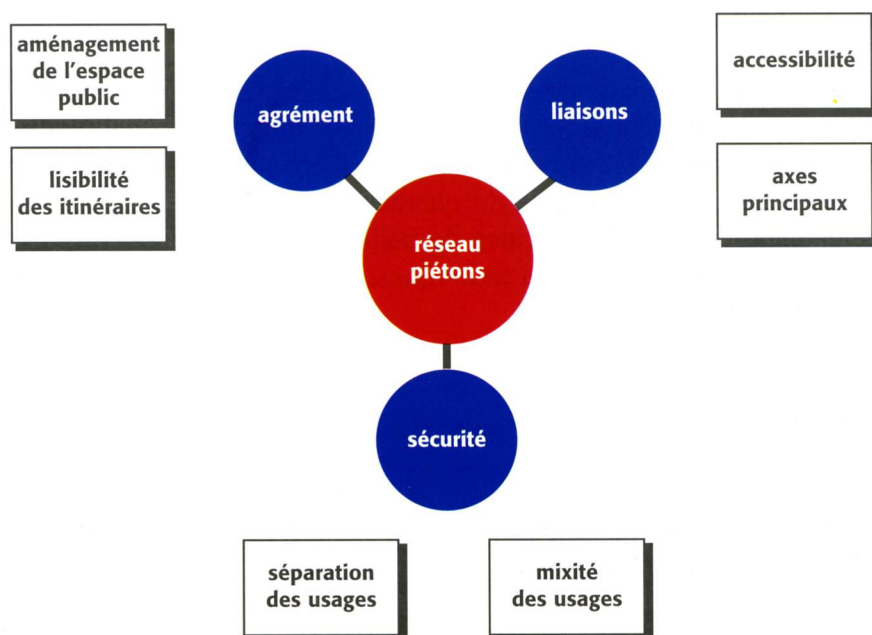 aménagement
de l'espace
public
lisibilité
des itinéraires
agrément
liaisons
accessibilité
axes
principaux
réseau
piétons
sécurité
séparation
des usages
mixité
des usages